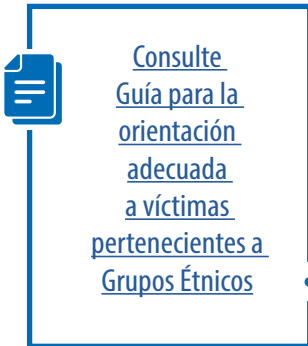 Consulte
Guía para la
orientación
adecuada
a víctimas
pertenecientes a
Grupos Étnicos